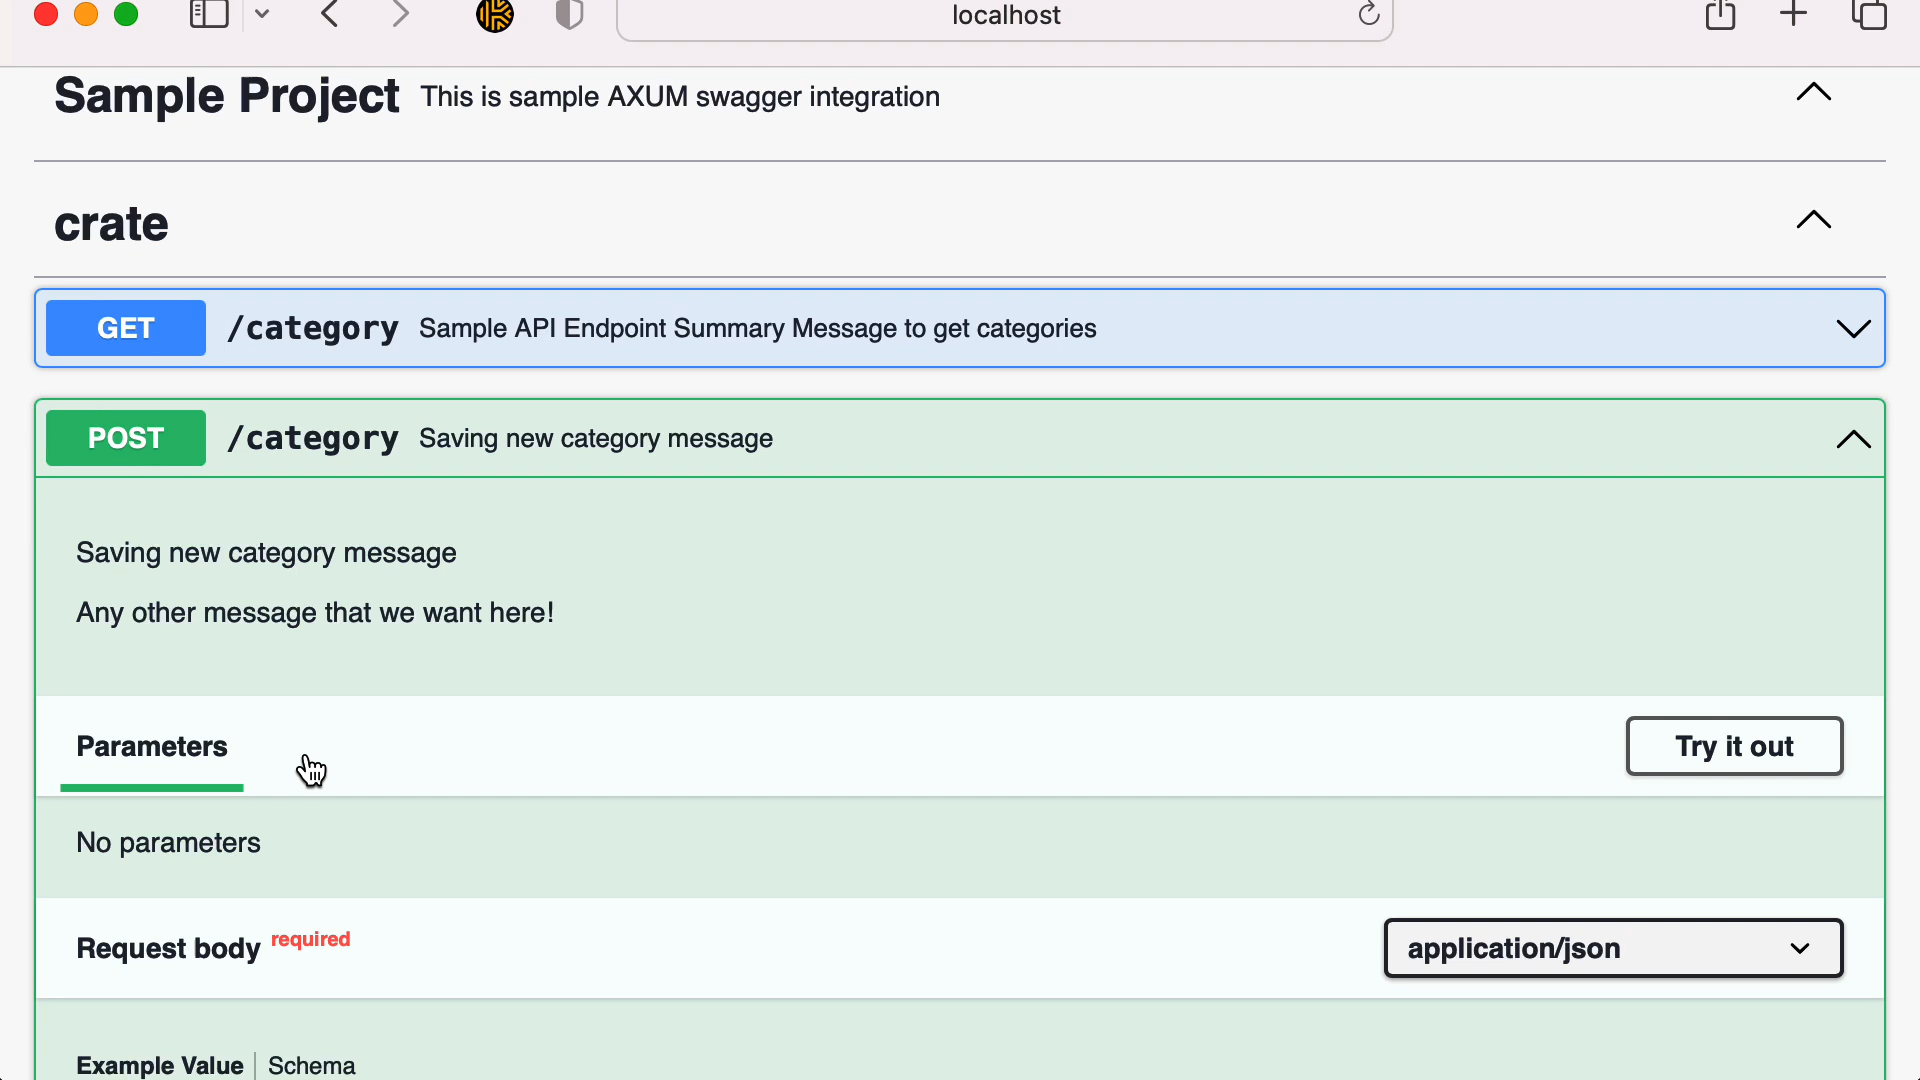 localhost
Sample Project This is sample AXUM swagger integration
crate
GET /category Sample API Endpoint Summary Message to get categories
POST /category Saving new category message
Saving new category message
Any other message that we want here!
Parameters Try it out
No parameters
Request body required application/json
Example Value Schema